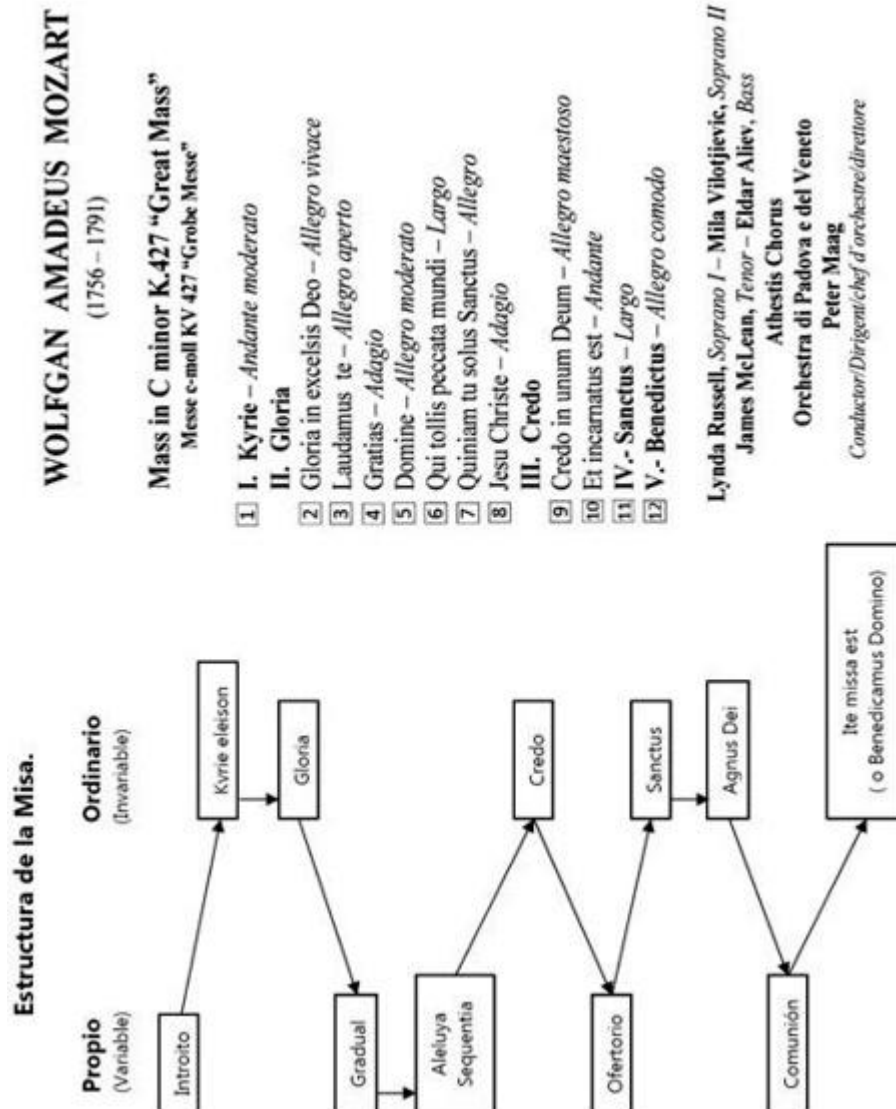 Estructura de la Misa.
Propio
(Variable)
Ordinario
(Invariable)
Introito
Kyrie eleison
Gloria
Gradual
Aleluya
Sequentia
Credo
Ofertorio
Sanctus
Agnus Dei
Comunión
Ite missa est
( o Benedicamus Domino)
WOLFGAN AMADEUS MOZART
(1756 – 1791)
Mass in C minor K.427 “Great Mass”
Messe c-moll KV 427 “Grobe Messe”
1 I. Kyrie – Andante moderato
II. Gloria
2 Gloria in excelsis Deo – Allegro vivace
3 Laudamus te – Allegro aperto
4 Gratias – Adagio
5 Domine – Allegro moderato
6 Qui tollis peccata mundi – Largo
7 Quiniam tu solus Sanctus – Allegro
8 Jesu Christe – Adagio
III. Credo
9 Credo in unum Deum – Allegro maestoso
10 Et incarnatus est – Andante
11 IV.- Sanctus – Largo
12 V.- Benedictus – Allegro comodo
Lynda Russell, Soprano I – Mila Vilotjievic, Soprano II
James McLean, Tenor – Eldar Aliev, Bass
Athestis Chorus
Orchestra di Padova e del Veneto
Peter Maag
Conductor/Dirigent/chef d'orchestre/direttore